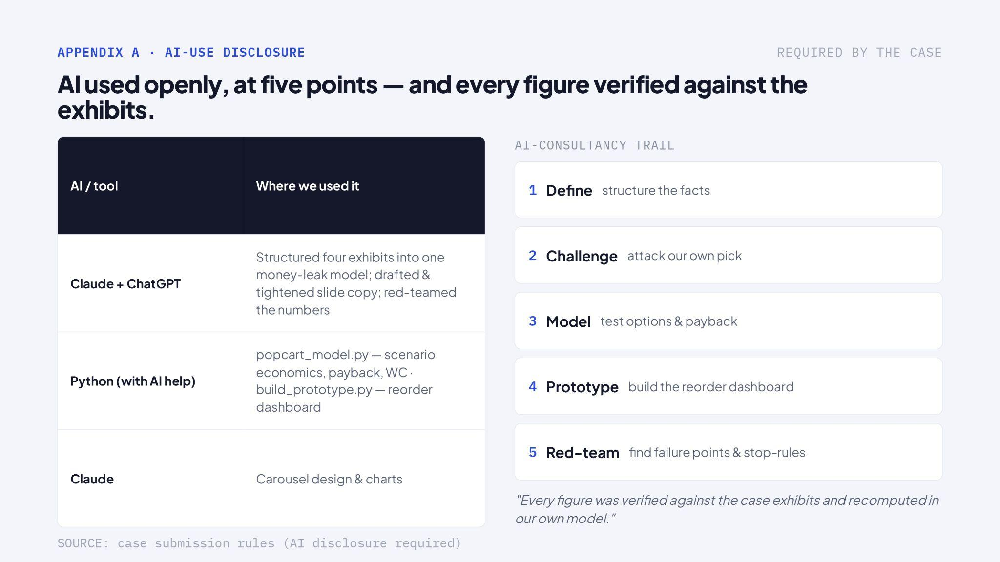 APPENDIX A · AI-USE DISCLOSURE
REQUIRED BY THE CASE
AI used openly, at five points — and every figure verified against the
exhibits.
AI / tool
Where we used it
Claude + ChatGPT
Structured four exhibits into one
money-leak model; drafted &
tightened slide copy; red-teamed
the numbers
Python (with AI help)
popcart_model.py — scenario
economics, payback, WC ·
build_prototype.py — reorder
dashboard
Claude
Carousel design & charts
SOURCE: case submission rules (AI disclosure required)
AI-CONSULTANCY TRAIL
1 Define structure the facts
2 Challenge attack our own pick
3 Model test options & payback
4 Prototype build the reorder dashboard
5 Red-team find failure points & stop-rules
"Every figure was verified against the case exhibits and recomputed in
our own model."